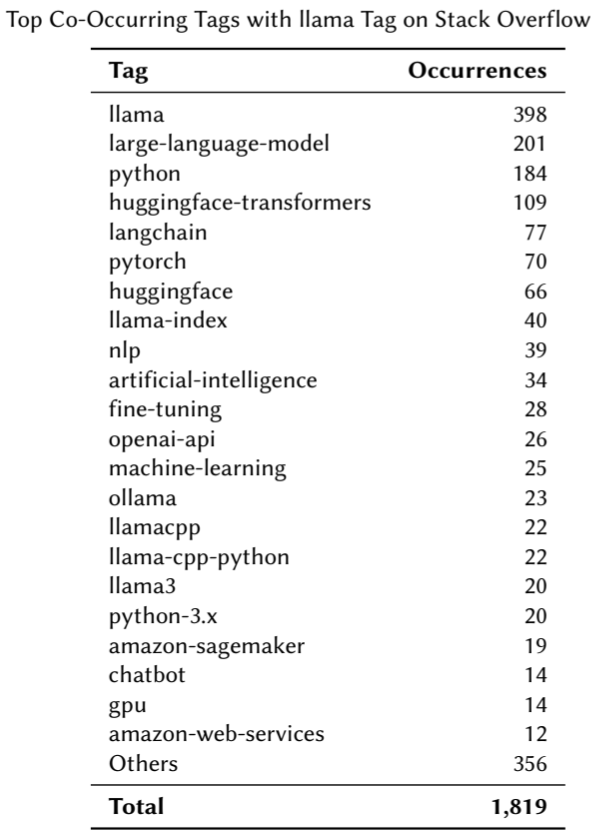 Top Co-Occurring Tags with llama Tag on Stack Overflow
Tag Occurrences
llama 398
large-language-model 201
python 184
huggingface-transformers 109
langchain 77
pytorch 70
huggingface 66
llama-index 40
nlp 39
artificial-intelligence 34
fine-tuning 28
openai-api 26
machine-learning 25
ollama 23
llamacpp 22
llama-cpp-python 22
llama3 20
python-3.x 20
amazon-sagemaker 19
chatbot 14
gpu 14
amazon-web-services 12
Others 356
Total 1,819